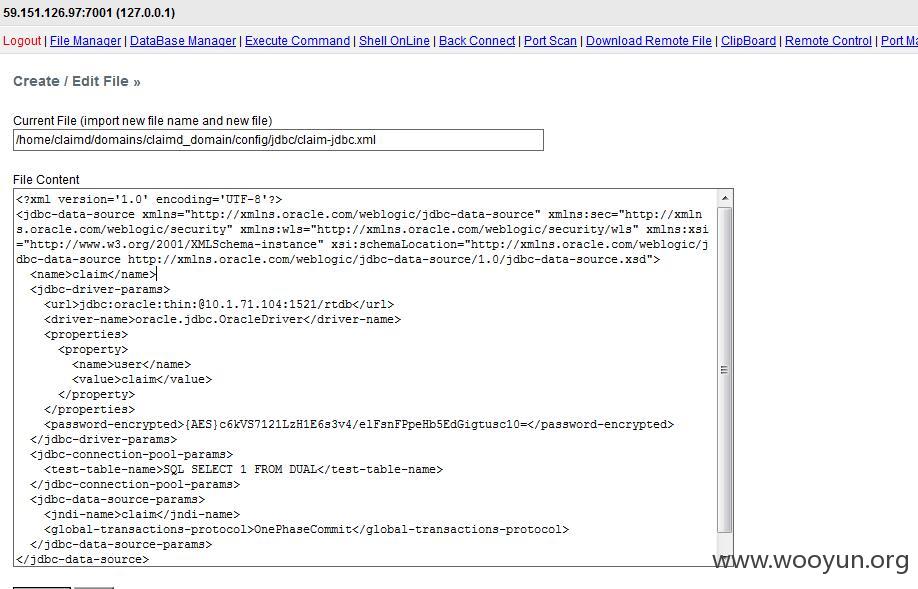 59.151.126.97:7001 (127.0.0.1)
Logout | File Manager | DataBase Manager | Execute Command | Shell OnLine | Back Connect | Port Scan | Download Remote File | ClipBoard | Remote Control | Port Ma
Create / Edit File »
Current File (import new file name and new file)
/home/claimd/domains/claimd_domain/config/jdbc/claim-jdbc.xml
File Content
<?xml version='1.0' encoding='UTF-8'?>
<jdbc-data-source xmlns="http://xmlns.oracle.com/weblogic/jdbc-data-source" xmlns:sec="http://xmln
s.oracle.com/weblogic/security" xmlns:wls="http://xmlns.oracle.com/weblogic/security/wls" xmlns:xsi
="http://www.w3.org/2001/XMLSchema-instance" xsi:schemaLocation="http://xmlns.oracle.com/weblogic/j
dbc-data-source http://xmlns.oracle.com/weblogic/jdbc-data-source/1.0/jdbc-data-source.xsd">
<name>claim</name>
<jdbc-driver-params>
<url>jdbc:oracle:thin:@10.1.71.104:1521/rtdb</url>
<driver-name>oracle.jdbc.OracleDriver</driver-name>
<properties>
<property>
<name>user</name>
<value>claim</value>
</property>
</properties>
<password-encrypted>{AES}c6kVS7121LzH1E6s3v4/elFsnFPpeHb5EdGigtusc10=</password-encrypted>
</jdbc-driver-params>
<jdbc-connection-pool-params>
<test-table-name>SQL SELECT 1 FROM DUAL</test-table-name>
</jdbc-connection-pool-params>
<jdbc-data-source-params>
<jndi-name>claim</jndi-name>
<global-transactions-protocol>OnePhaseCommit</global-transactions-protocol>
</jdbc-data-source-params>
</jdbc-data-source>
www.wooyun.org